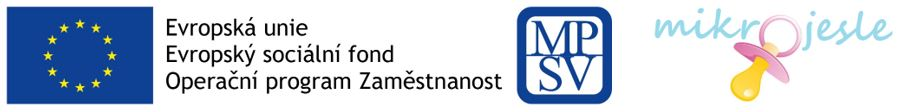 Evropská unie
Evropský sociální fond
Operační program Zaměstnanost
MP
SV
mikrojesle